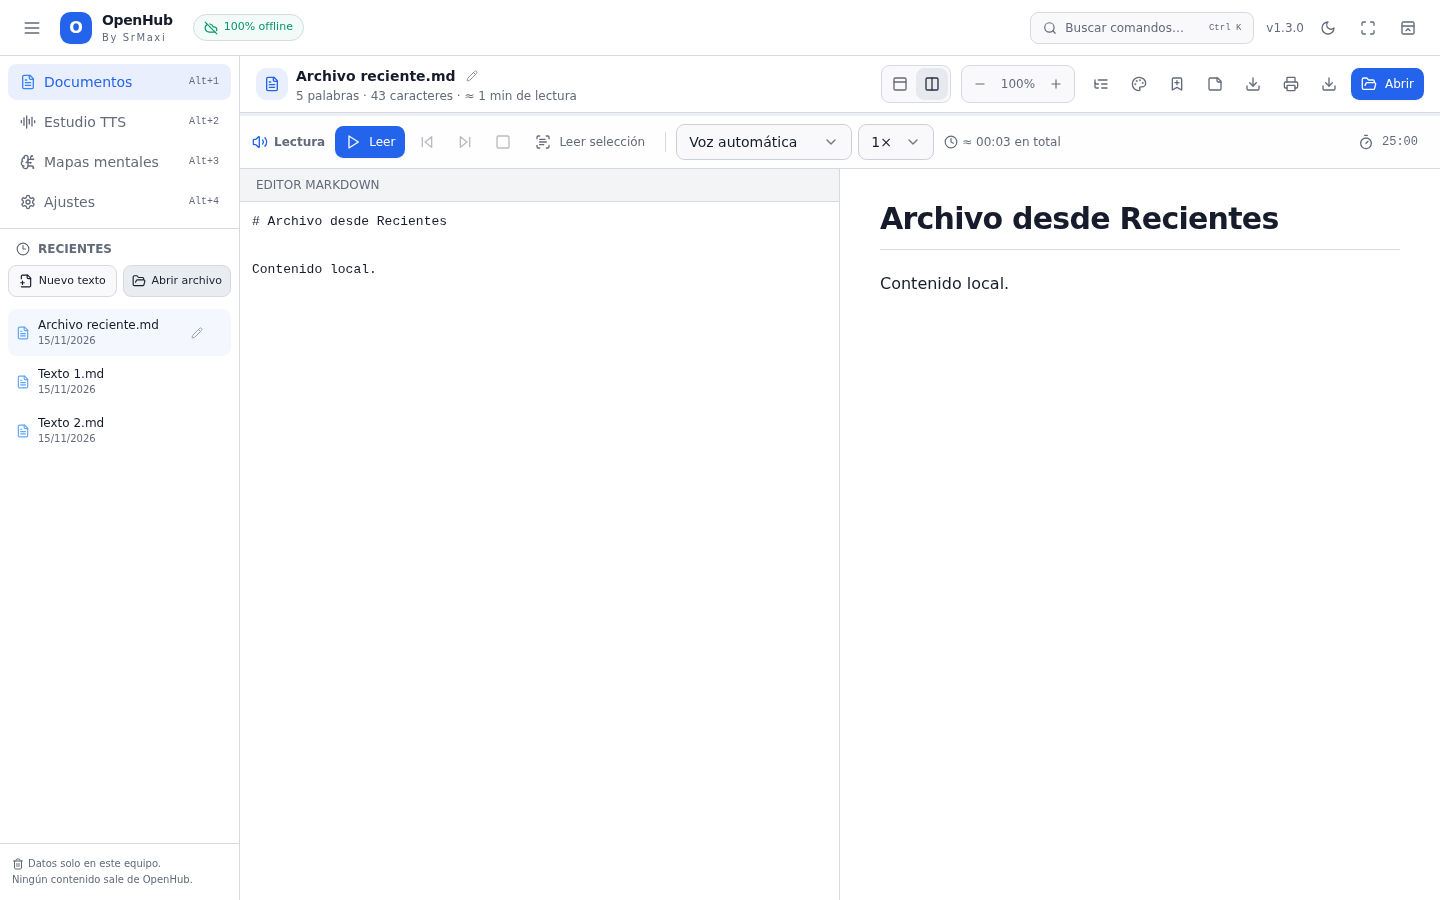 O
OpenHub
By SrMaxi
100% offline
Buscar comandos...
Ctrl K
v1.3.0
Documentos
Alt+1
Estudio TTS
Alt+2
Mapas mentales
Alt+3
Ajustes
Alt+4
RECIENTES
Nuevo texto
Abrir archivo
Archivo reciente.md
15/11/2026
Texto 1.md
15/11/2026
Texto 2.md
15/11/2026
Datos solo en este equipo.
Ningún contenido sale de OpenHub.
Archivo reciente.md
5 palabras · 43 caracteres · ≈ 1 min de lectura
100%
Abrir
Lectura
Leer
Leer selección
Voz automática
1×
≈ 00:03 en total
25:00
EDITOR MARKDOWN
# Archivo desde Recientes
Contenido local.
Archivo desde Recientes
Contenido local.